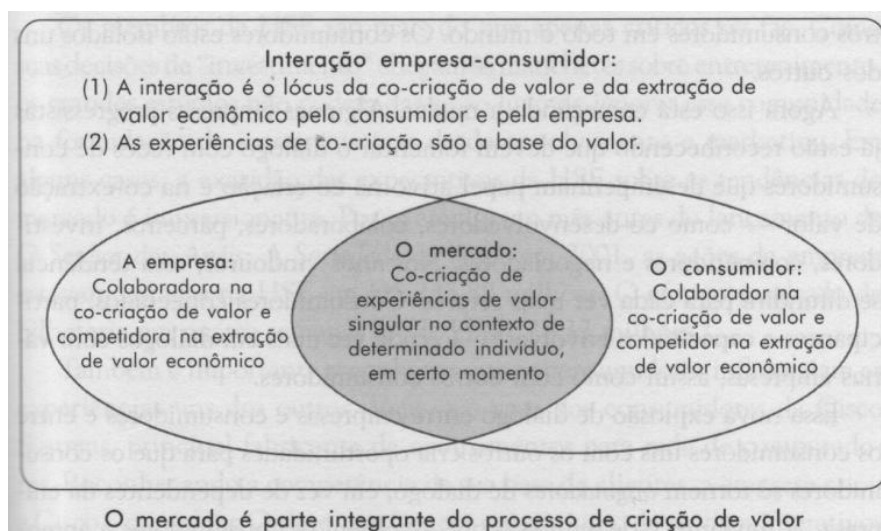 Interação empresa-consumidor:
(1) A interação é o lócus da co-criação de valor e da extração de
valor econômico pelo consumidor e pela empresa.
(2) As experiências de co-criação são a base do valor.
A empresa:
Colaboradora na
co-criação de valor e
competidora na extração
de valor econômico
O mercado:
Co-criação de
experiências de valor
singular no contexto de
determinado indivíduo,
em certo momento
O consumidor:
Colaborador na
co-criação de valor e
competidor na extração
de valor econômico
O mercado é parte integrante do processo de criação de valor